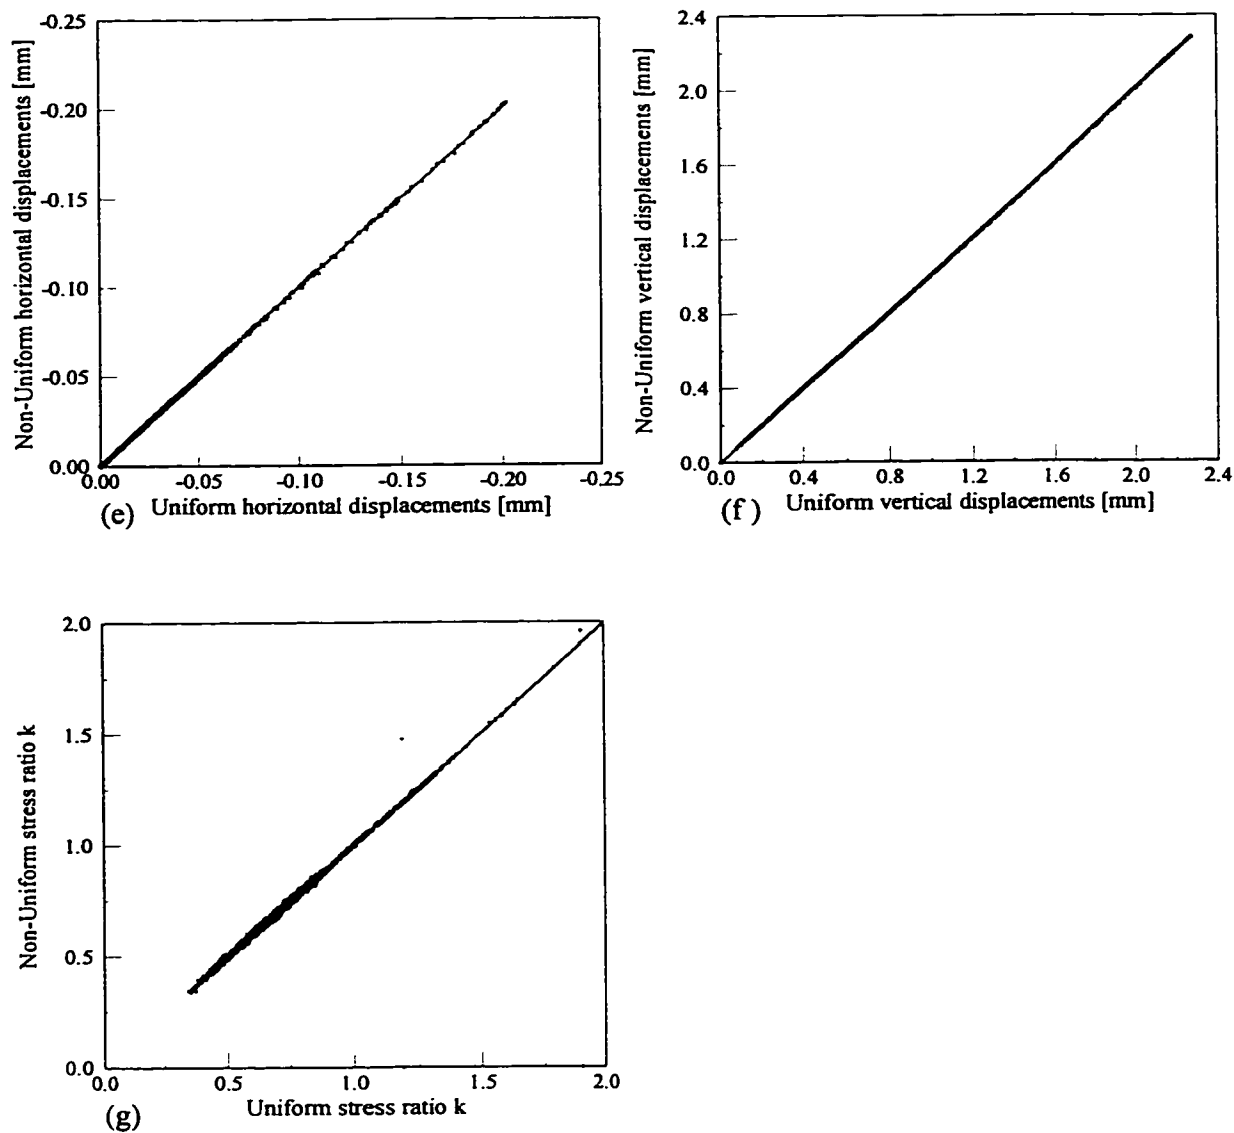 Non-Uniform horizontal displacements [mm]
-0.25
-0.20
-0.15
-0.10
-0.05
0.00
0.00 -0.05 -0.10 -0.15 -0.20 -0.25
(e) Uniform horizontal displacements [mm]
Non-Uniform vertical displacements [mm]
2.4
2.0
1.6
1.2
0.8
0.4
0.0
0.0 0.4 0.8 1.2 1.6 2.0 2.4
(f ) Uniform vertical displacements [mm]
Non-Uniform stress ratio k
2.0
1.5
1.0
0.5
0.0
0.0 0.5 1.0 1.5 2.0
(g) Uniform stress ratio k